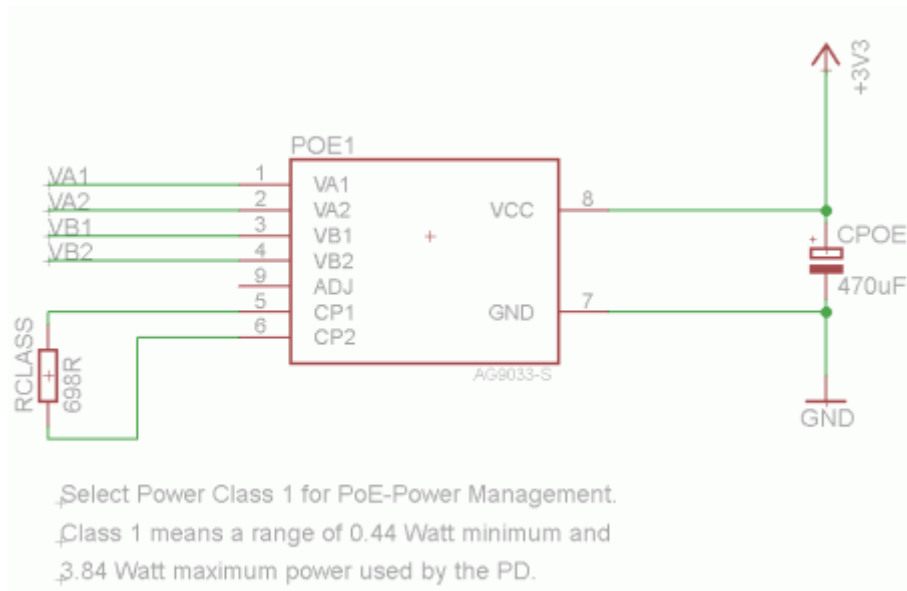 +3V3
POE1
VA1 1 VA1
VA2 2 VA2 VCC 8
VB1 3 VB1
VB2 4 VB2
9 ADJ
5 CP1 GND 7
6 CP2
+ CPOE
470uF
AG9033-S
RCLASS
698R
GND
Select Power Class 1 for PoE-Power Management.
Class 1 means a range of 0.44 Watt minimum and
3.84 Watt maximum power used by the PD.